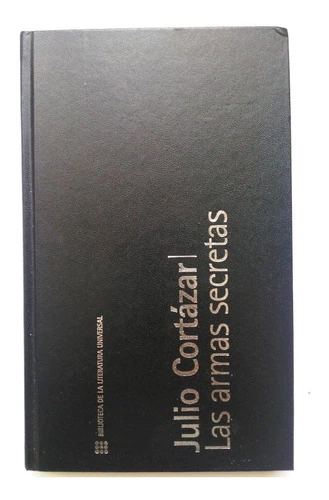 Julio Cortázar|
Las armas secretas
BIBLIOTECA DE LA LITERATURA UNIVERSAL